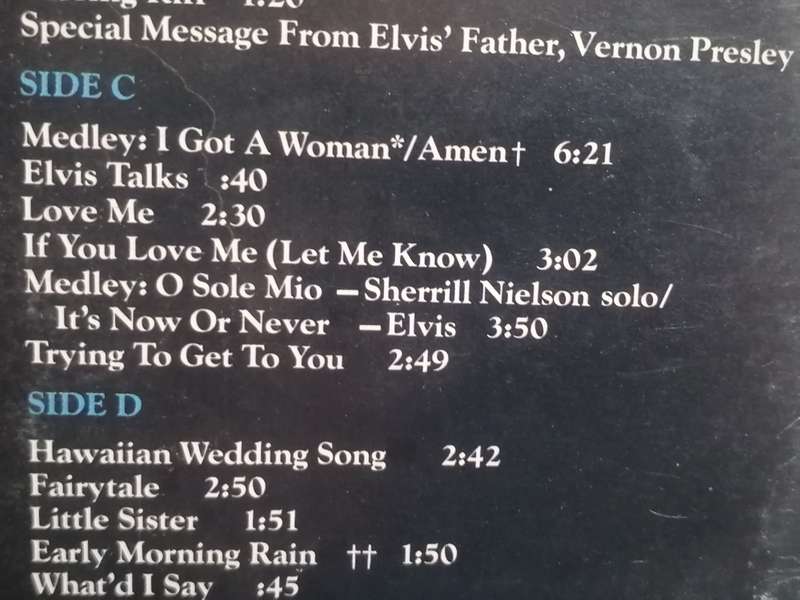 Special Message From Elvis' Father, Vernon Presley
SIDE C
Medley: I Got A Woman*/Amen† 6:21
Elvis Talks :40
Love Me 2:30
If You Love Me (Let Me Know) 3:02
Medley: O Sole Mio —Sherrill Nielson solo/
It's Now Or Never —Elvis 3:50
Trying To Get To You 2:49
SIDE D
Hawaiian Wedding Song 2:42
Fairytale 2:50
Little Sister 1:51
Early Morning Rain †† 1:50
What'd I Say :45